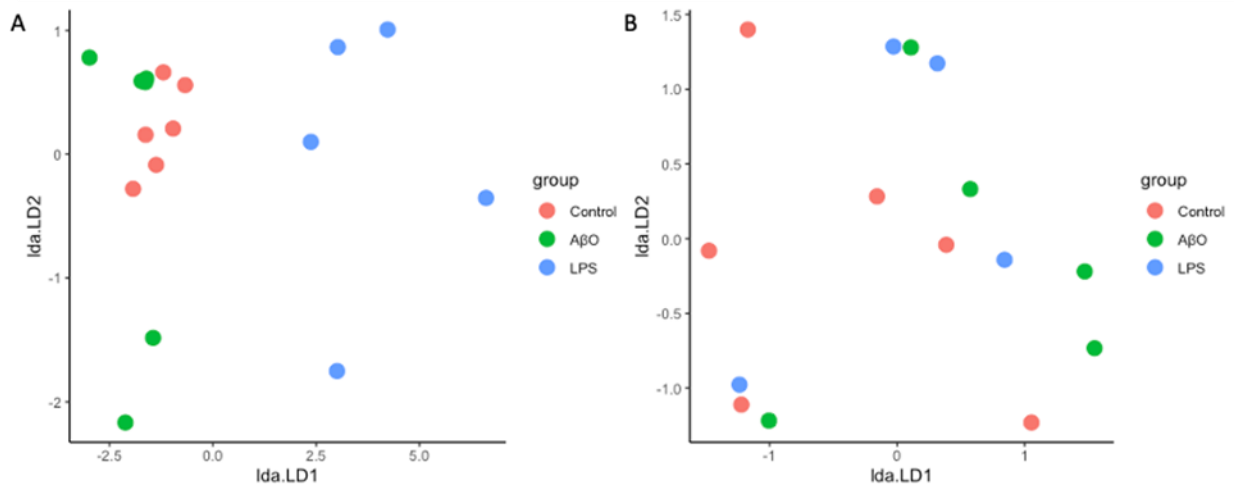 A
1
0
-1
-2
-2.5
0.0
2.5
5.0
lda.LD1
lda.LD2
group
Control
AβO
LPS
B
1.5
1.0
0.5
0.0
-0.5
-1.0
-1
0
1
lda.LD1
lda.LD2
group
Control
AβO
LPS